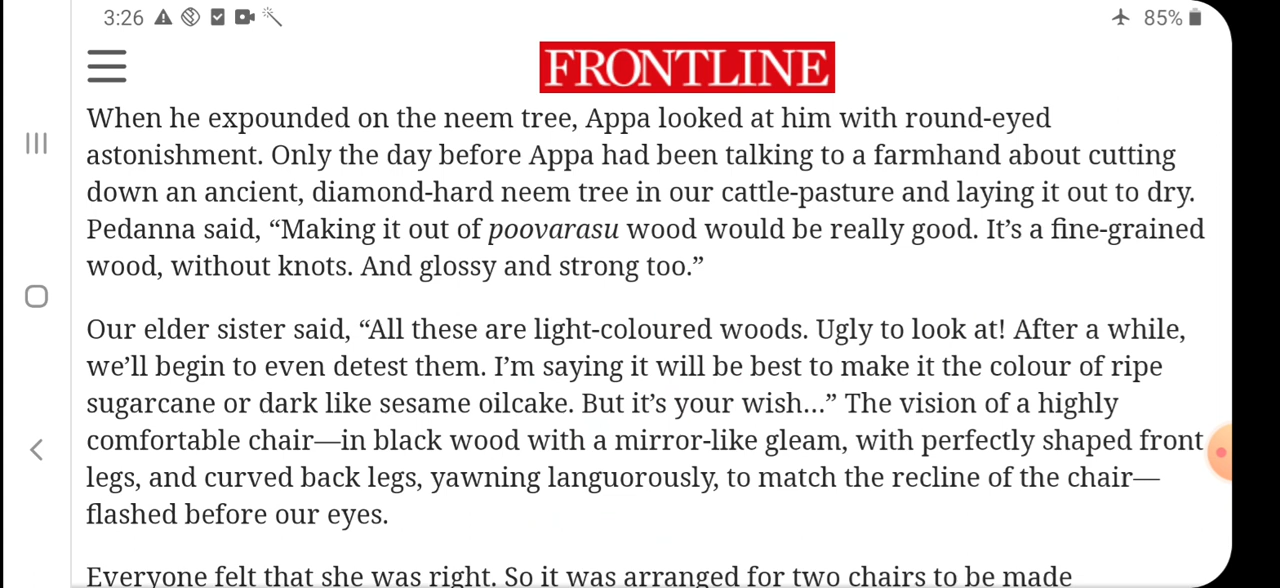 3:26
85%
FRONTLINE
When he expounded on the neem tree, Appa looked at him with round-eyed
astonishment. Only the day before Appa had been talking to a farmhand about cutting
down an ancient, diamond-hard neem tree in our cattle-pasture and laying it out to dry.
Pedanna said, “Making it out of poovarasu wood would be really good. It’s a fine-grained
wood, without knots. And glossy and strong too.”
Our elder sister said, “All these are light-coloured woods. Ugly to look at! After a while,
we’ll begin to even detest them. I’m saying it will be best to make it the colour of ripe
sugarcane or dark like sesame oilcake. But it’s your wish…” The vision of a highly
comfortable chair—in black wood with a mirror-like gleam, with perfectly shaped front
legs, and curved back legs, yawning languorously, to match the recline of the chair—
flashed before our eyes.
Everyone felt that she was right. So it was arranged for two chairs to be made